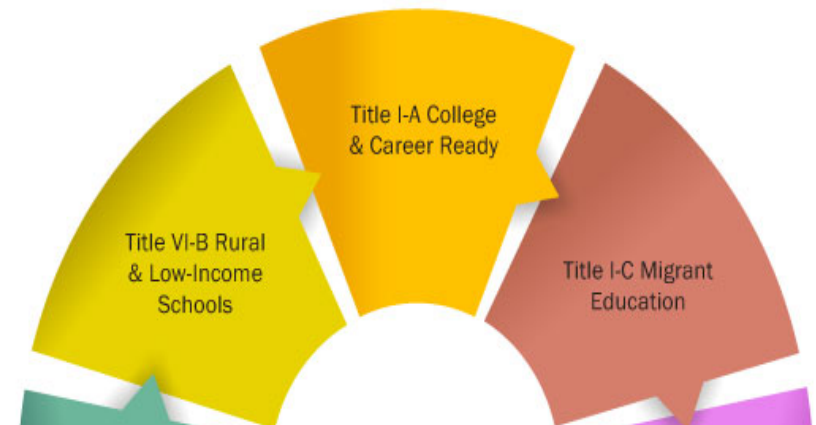 Title I-A College
& Career Ready
Title VI-B Rural
& Low-Income
Schools
Title I-C Migrant
Education